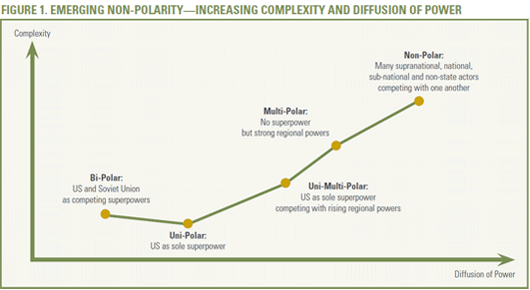 FIGURE 1. EMERGING NON-POLARITY—INCREASING COMPLEXITY AND DIFFUSION OF POWER
Complexity
Non-Polar:
Many supranational, national,
sub-national and non-state actors
competing with one another
Multi-Polar:
No superpower
but strong regional powers
Bi-Polar:
US and Soviet Union
as competing superpowers
Uni-Multi-Polar:
US as sole superpower
competing with rising regional powers
Uni-Polar:
US as sole superpower
Diffusion of Power